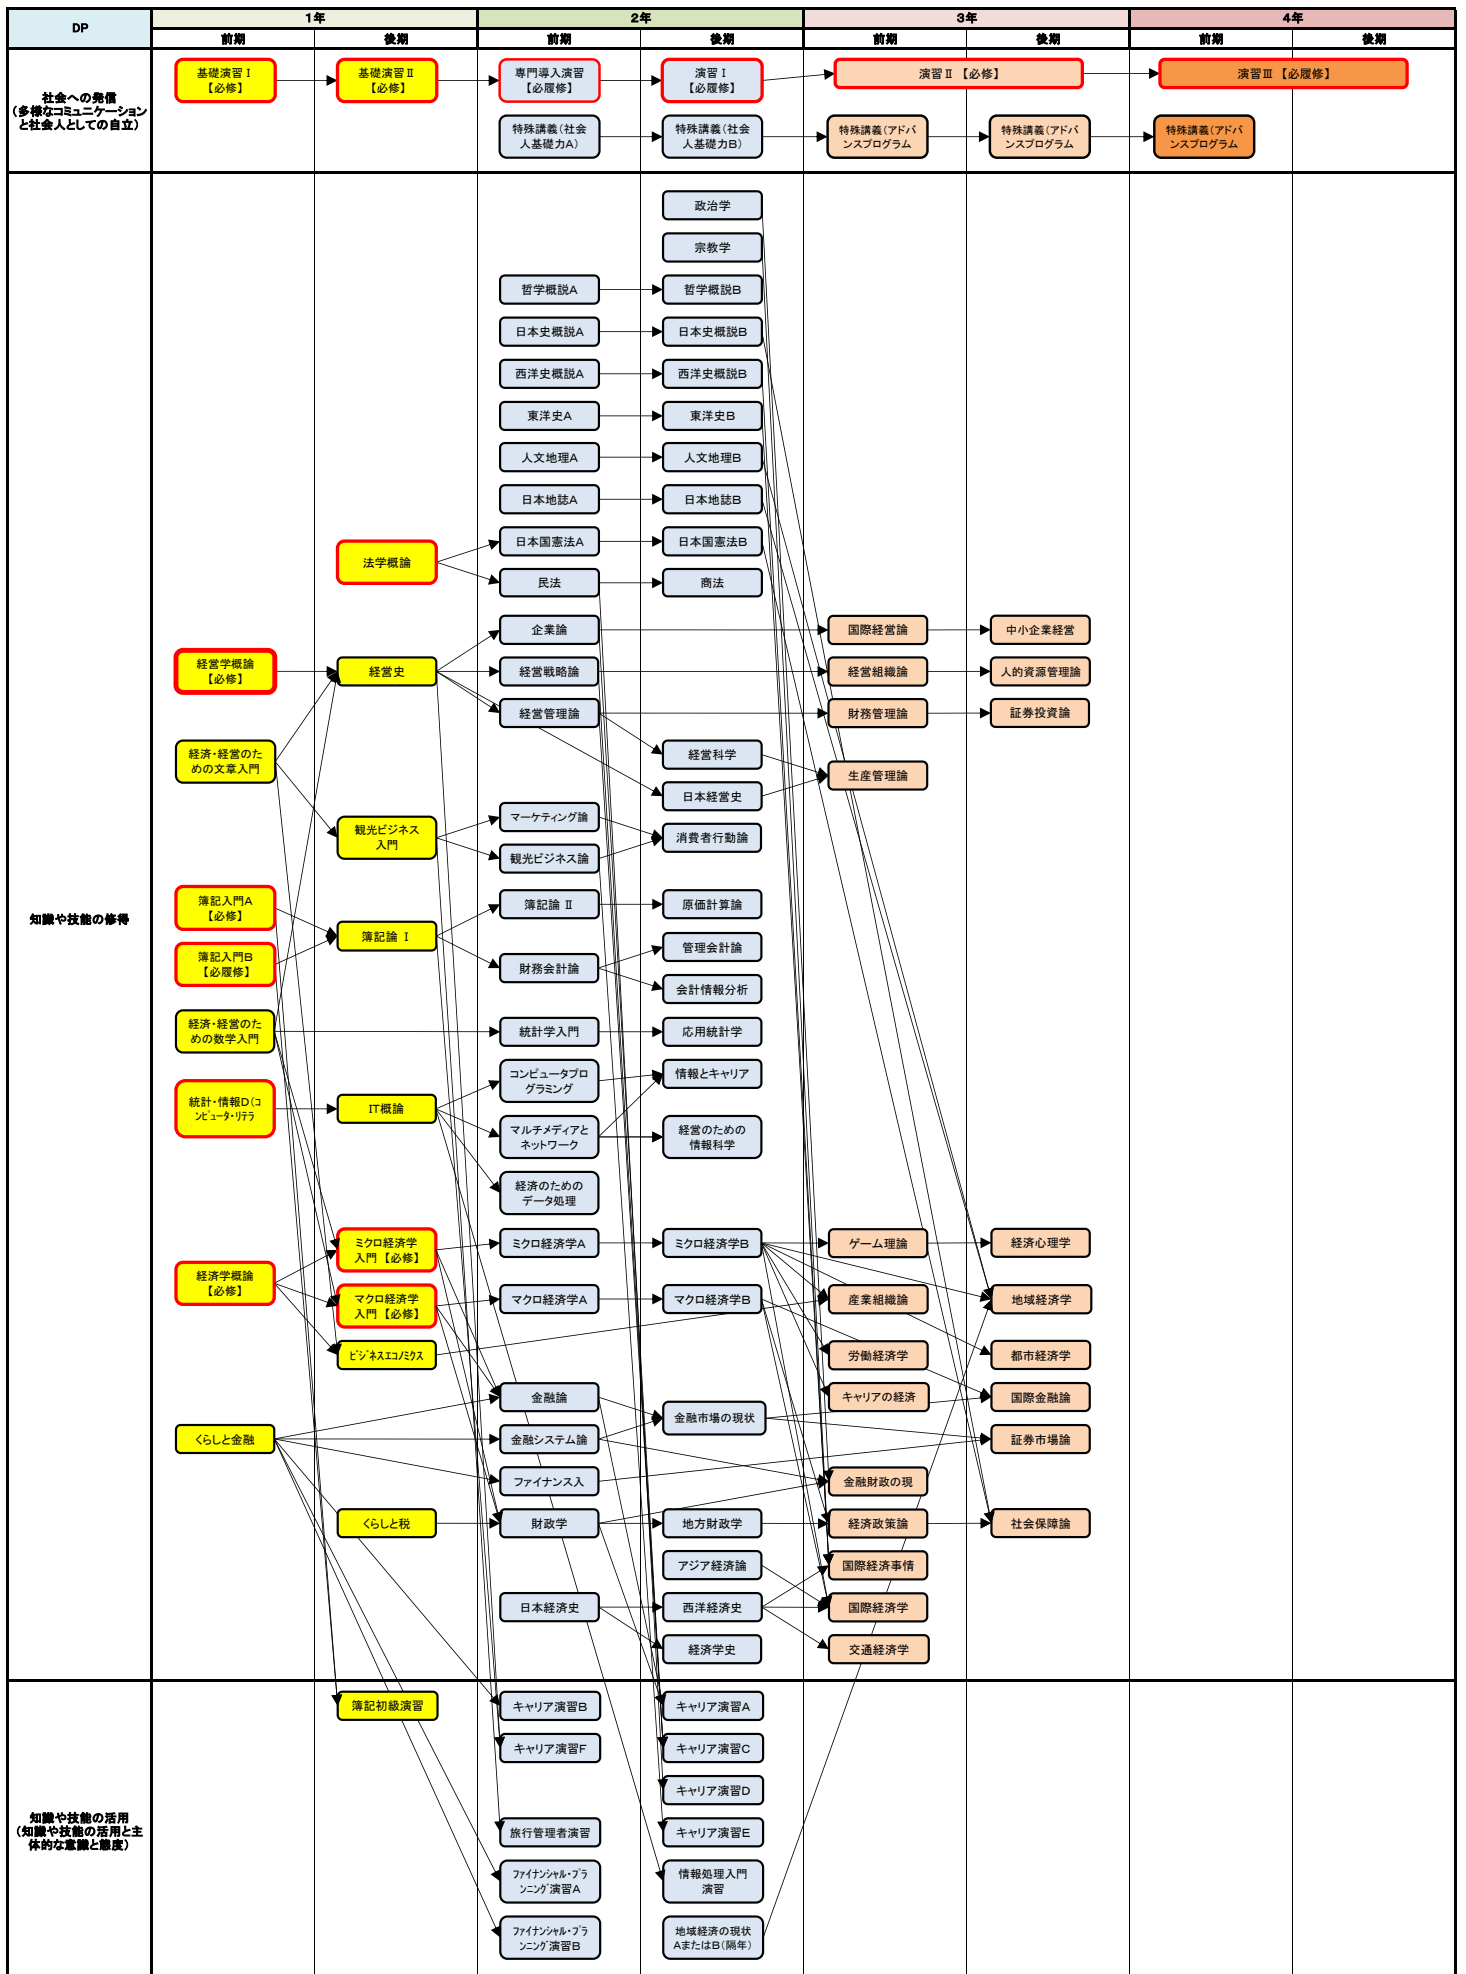 DP
1年
2年
3年
4年
前期
後期
前期
後期
前期
後期
前期
後期
社会への発信
（多様なコミュニケーション
と社会人としての自立）
基礎演習Ⅰ
【必修】
基礎演習Ⅱ
【必修】
専門導入演習
【必履修】
演習Ⅰ
【必履修】
演習Ⅱ【必修】
演習Ⅲ【必履修】
特殊講義（社会
人基礎力A）
特殊講義（社会
人基礎力B）
特殊講義（アドバ
ンスプログラム
特殊講義（アドバ
ンスプログラム
特殊講義（アドバ
ンスプログラム
知識や技能の修得
政治学
宗教学
哲学概説A
哲学概説B
日本史概説A
日本史概説B
西洋史概説A
西洋史概説B
東洋史A
東洋史B
人文地理A
人文地理B
日本地誌A
日本地誌B
法学概論
日本国憲法A
日本国憲法B
民法
商法
企業論
国際経営論
中小企業経営
経営学概論
【必修】
経営史
経営戦略論
経営組織論
人的資源管理論
経営管理論
財務管理論
証券投資論
経済・経営のた
めの文章入門
経営科学
生産管理論
日本経営史
観光ビジネス
入門
マーケティング論
消費者行動論
観光ビジネス論
簿記入門A
【必修】
簿記論 Ⅰ
簿記論 Ⅱ
原価計算論
簿記入門B
【必履修】
財務会計論
管理会計論
会計情報分析
経済・経営のた
めの数学入門
統計学入門
応用統計学
統計・情報D（コ
ンピュータ・リテラ
IT概論
コンピュータプロ
グラミング
情報とキャリア
マルチメディアと
ネットワーク
経営のための
情報科学
経済のための
データ処理
経済学概論
【必修】
ミクロ経済学
入門【必修】
ミクロ経済学A
ミクロ経済学B
ゲーム理論
経済心理学
マクロ経済学
入門【必修】
マクロ経済学A
マクロ経済学B
産業組織論
地域経済学
ビジネスエコノミクス
労働経済学
都市経済学
金融論
キャリアの経済
国際金融論
くらしと金融
金融システム論
金融市場の現状
証券市場論
ファイナンス入
金融財政の現
くらしと税
財政学
地方財政学
経済政策論
社会保障論
アジア経済論
国際経済事情
日本経済史
西洋経済史
国際経済学
経済学史
交通経済学
知識や技能の活用
（知識や技能の活用と主
体的な意識と態度）
簿記初級演習
キャリア演習B
キャリア演習A
キャリア演習F
キャリア演習C
キャリア演習D
旅行管理者演習
キャリア演習E
ファイナンシャル・プラ
ンニング演習A
情報処理入門
演習
ファイナンシャル・プラ
ンニング演習B
地域経済の現状
AまたはB（隔年）